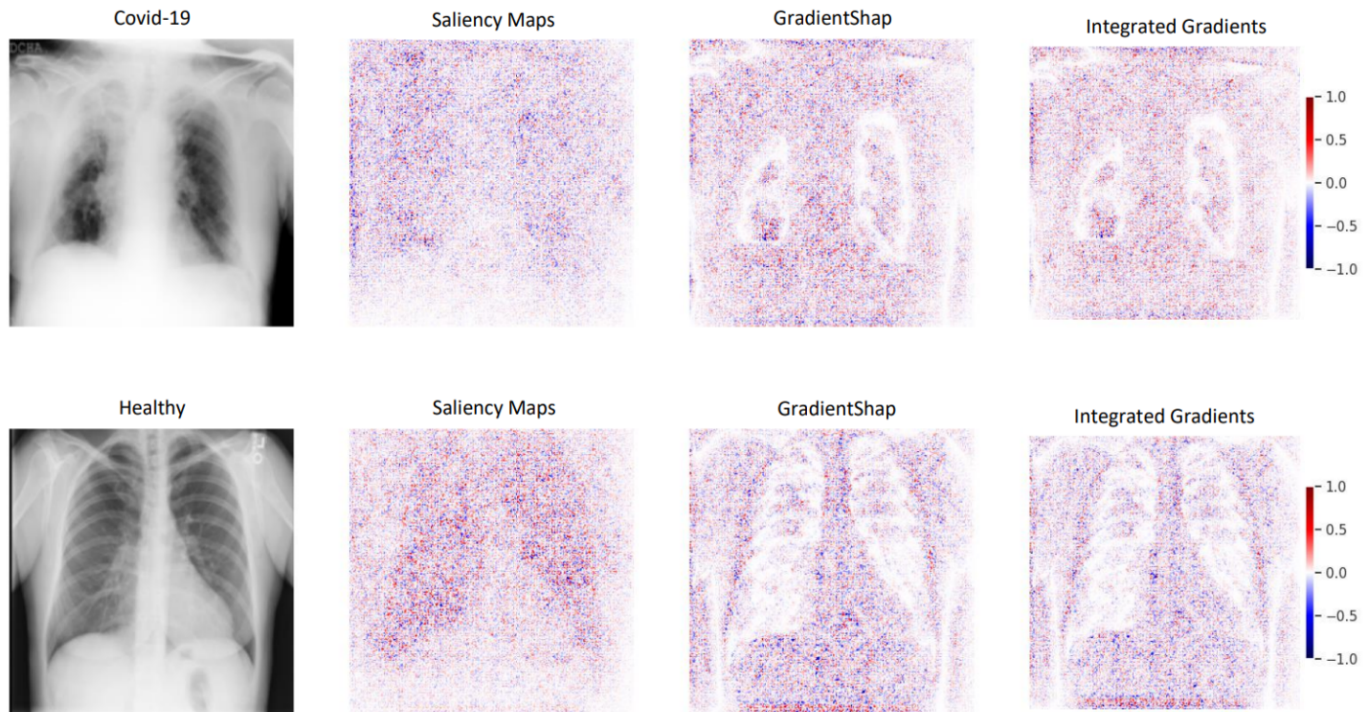 Covid-19
Saliency Maps
GradientShap
Integrated Gradients
DCHA
1.0
0.5
0.0
−0.5
−1.0
Healthy
Saliency Maps
GradientShap
Integrated Gradients
1.0
0.5
0.0
−0.5
−1.0